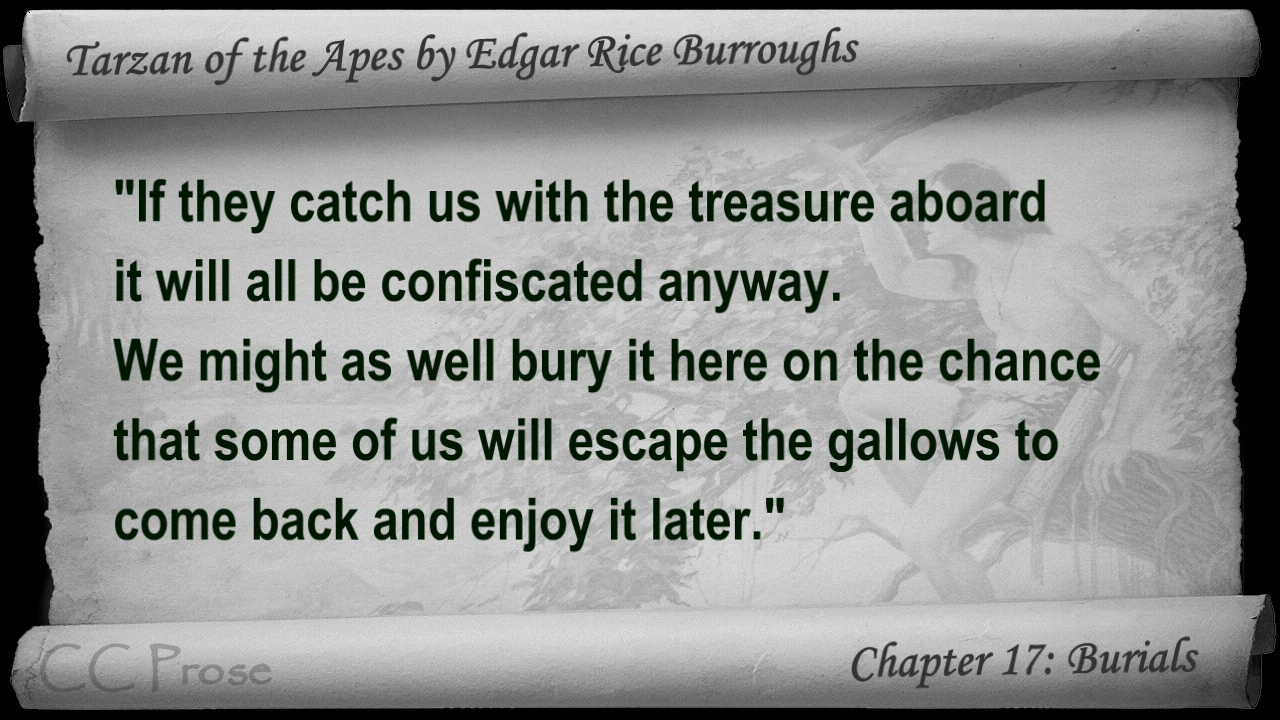 Tarzan of the Apes by Edgar Rice Burroughs
"If they catch us with the treasure aboard
it will all be confiscated anyway.
We might as well bury it here on the chance
that some of us will escape the gallows to
come back and enjoy it later."
CC Prose
Chapter 17: Burials